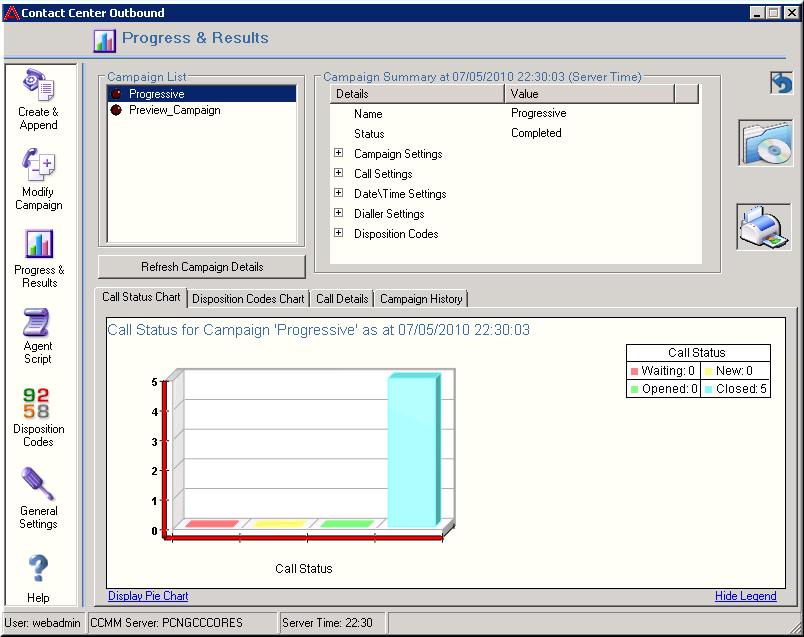 Contact Center Outbound
Progress & Results
Create &
Append
Modify
Campaign
Progress &
Results
Agent
Script
92
58
Disposition
Codes
General
Settings
Help
Campaign List
Progressive
Preview_Campaign
Refresh Campaign Details
Campaign Summary at 07/05/2010 22:30:03 (Server Time)
Details Value
Name Progressive
Status Completed
Campaign Settings
Call Settings
Date\Time Settings
Dialler Settings
Disposition Codes
Call Status Chart Disposition Codes Chart Call Details Campaign History
Call Status for Campaign 'Progressive' as at 07/05/2010 22:30:03
Call Status
Waiting: 0 New: 0
Opened: 0 Closed: 5
5
4
3
2
1
0
Call Status
Display Pie Chart Hide Legend
User: webadmin CCMM Server: PCNGCCCORES Server Time: 22:30